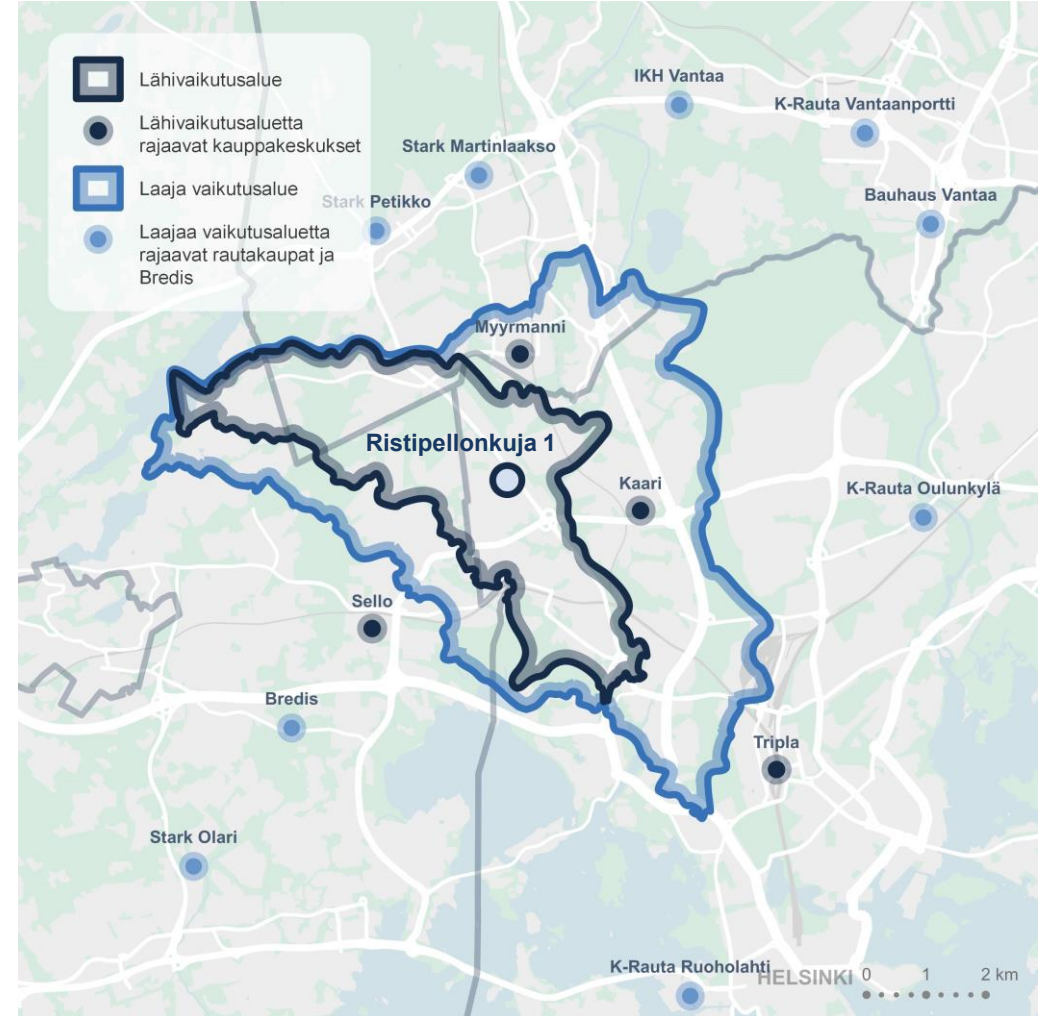 Lähivaikutusalue
Lähivaikutusaluetta
rajaavat kauppakeskukset
Laaja vaikutusalue
Laajaa vaikutusaluetta
rajaavat rautakaupat ja
Bredis
IKH Vantaa
K-Rauta Vantaanportti
Stark Martinlaakso
Bauhaus Vantaa
Stark Petikko
Myyrmanni
Ristipellonkuja 1
Kaari
K-Rauta Oulunkylä
Sello
Bredis
Tripla
Stark Olari
K-Rauta Ruoholahti
HELSINKI
0 1 2 km